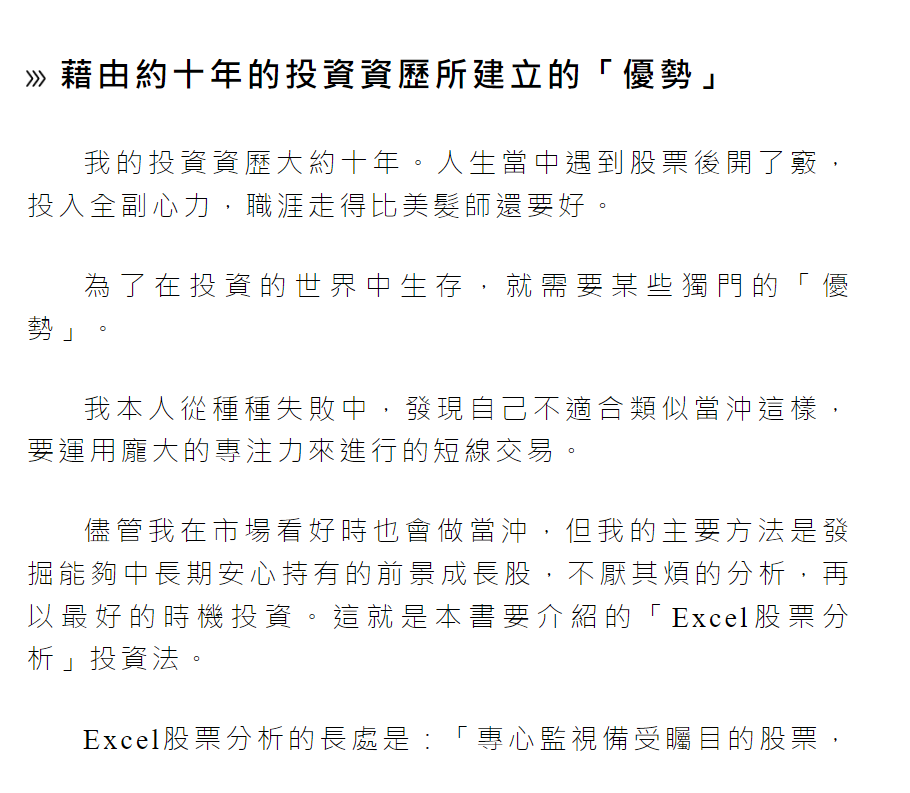 »› 藉由約十年的投資資歷所建立的「優勢」
我的投資資歷大約十年。人生當中遇到股票後開了竅，
投入全副心力，職涯走得比美髮師還要好。
為了在投資的世界中生存，就需要某些獨門的「優
勢」。
我本人從種種失敗中，發現自己不適合類似當沖這樣，
要運用龐大的專注力來進行的短線交易。
儘管我在市場看好時也會做當沖，但我的主要方法是發
掘能夠中長期安心持有的前景成長股，不厭其煩的分析，再
以最好的時機投資。這就是本書要介紹的「Excel股票分
析」投資法。
Excel股票分析的長處是：「專心監視備受矚目的股票，